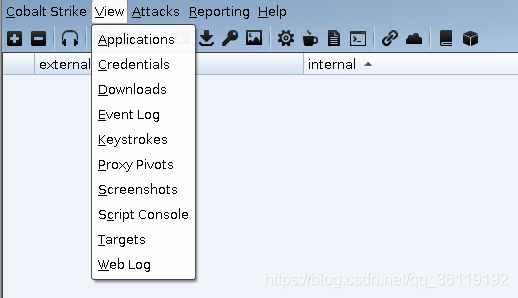 Cobalt Strike View Attacks Reporting Help
external internal
Applications
Credentials
Downloads
Event Log
Keystrokes
Proxy Pivots
Screenshots
Script Console
Targets
Web Log
https://blog.csdn.net/qq_36119192